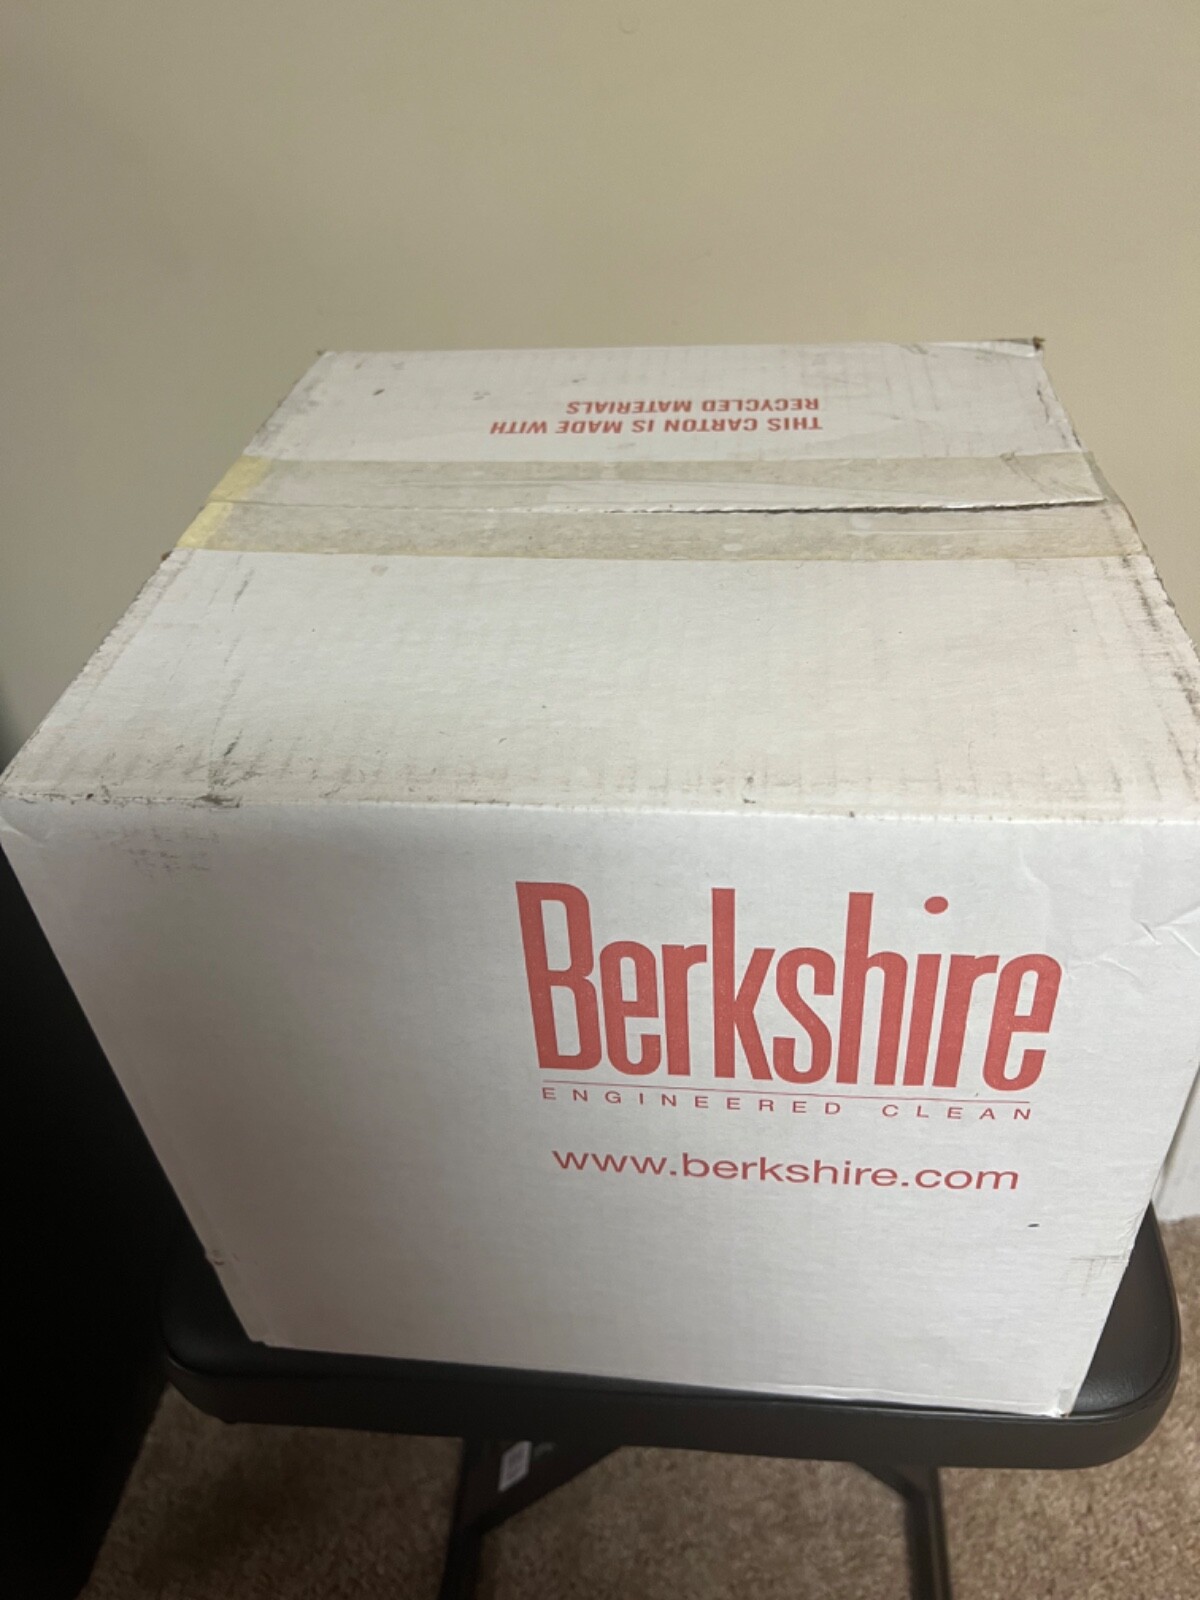 THIS CARTON IS MADE WITH
RECYCLED MATERIALS
Berkshire
ENGINEERED CLEAN
www.berkshire.com